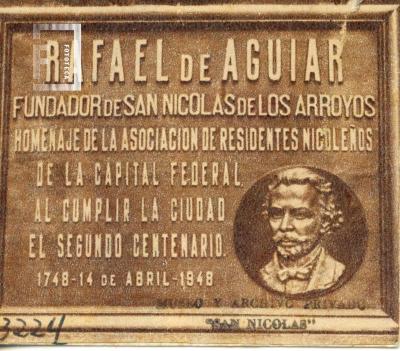 FOTOTECA
RAFAEL DE AGUIAR
FUNDADOR DE SAN NICOLAS DE LOS ARROYOS
HOMENAJE DE LA ASOCIACION DE RESIDENTES NICOLEÑOS
DE LA CAPITAL FEDERAL
AL CUMPLIR LA CIUDAD
EL SEGUNDO CENTENARIO.
1748-14 DE ABRIL-1948
MUSEO Y ARCHIVO PRIVADO
"SAN NICOLAS"
3224